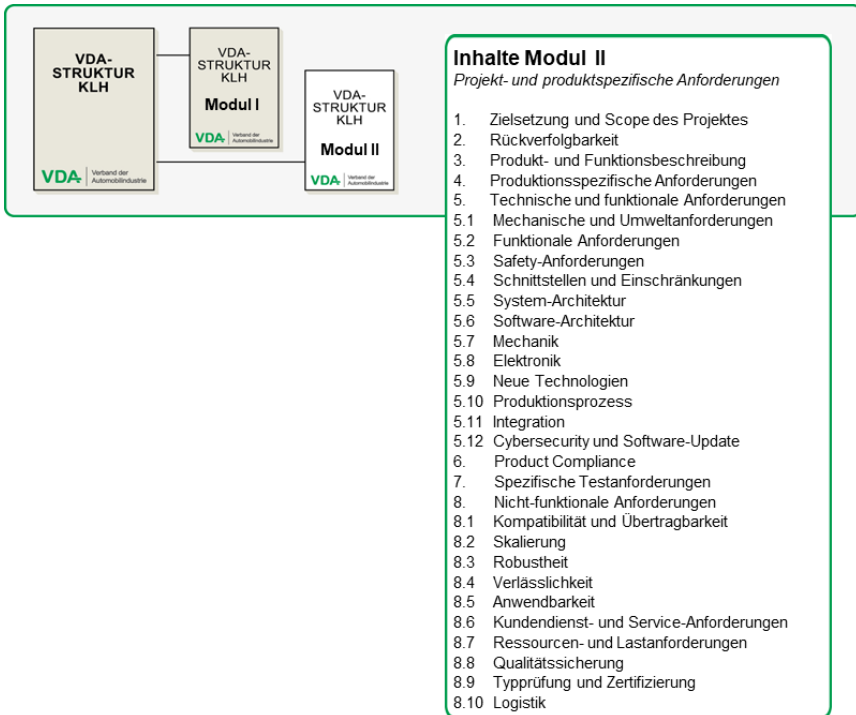 VDA-
STRUKTUR
KLH
VDA Verband der
Automobilindustrie
VDA-
STRUKTUR
KLH
Modul I
VDA Verband der
Automobilindustrie
VDA-
STRUKTUR
KLH
Modul II
VDA Verband der
Automobilindustrie
Inhalte Modul II
Projekt- und produktspezifische Anforderungen
1. Zielsetzung und Scope des Projektes
2. Rückverfolgbarkeit
3. Produkt- und Funktionsbeschreibung
4. Produktionsspezifische Anforderungen
5. Technische und funktionale Anforderungen
5.1 Mechanische und Umweltanforderungen
5.2 Funktionale Anforderungen
5.3 Safety-Anforderungen
5.4 Schnittstellen und Einschränkungen
5.5 System-Architektur
5.6 Software-Architektur
5.7 Mechanik
5.8 Elektronik
5.9 Neue Technologien
5.10 Produktionsprozess
5.11 Integration
5.12 Cybersecurity und Software-Update
6. Product Compliance
7. Spezifische Testanforderungen
8. Nicht-funktionale Anforderungen
8.1 Kompatibilität und Übertragbarkeit
8.2 Skalierung
8.3 Robustheit
8.4 Verlässlichkeit
8.5 Anwendbarkeit
8.6 Kundendienst- und Service-Anforderungen
8.7 Ressourcen- und Lastanforderungen
8.8 Qualitätssicherung
8.9 Typprüfung und Zertifizierung
8.10 Logistik